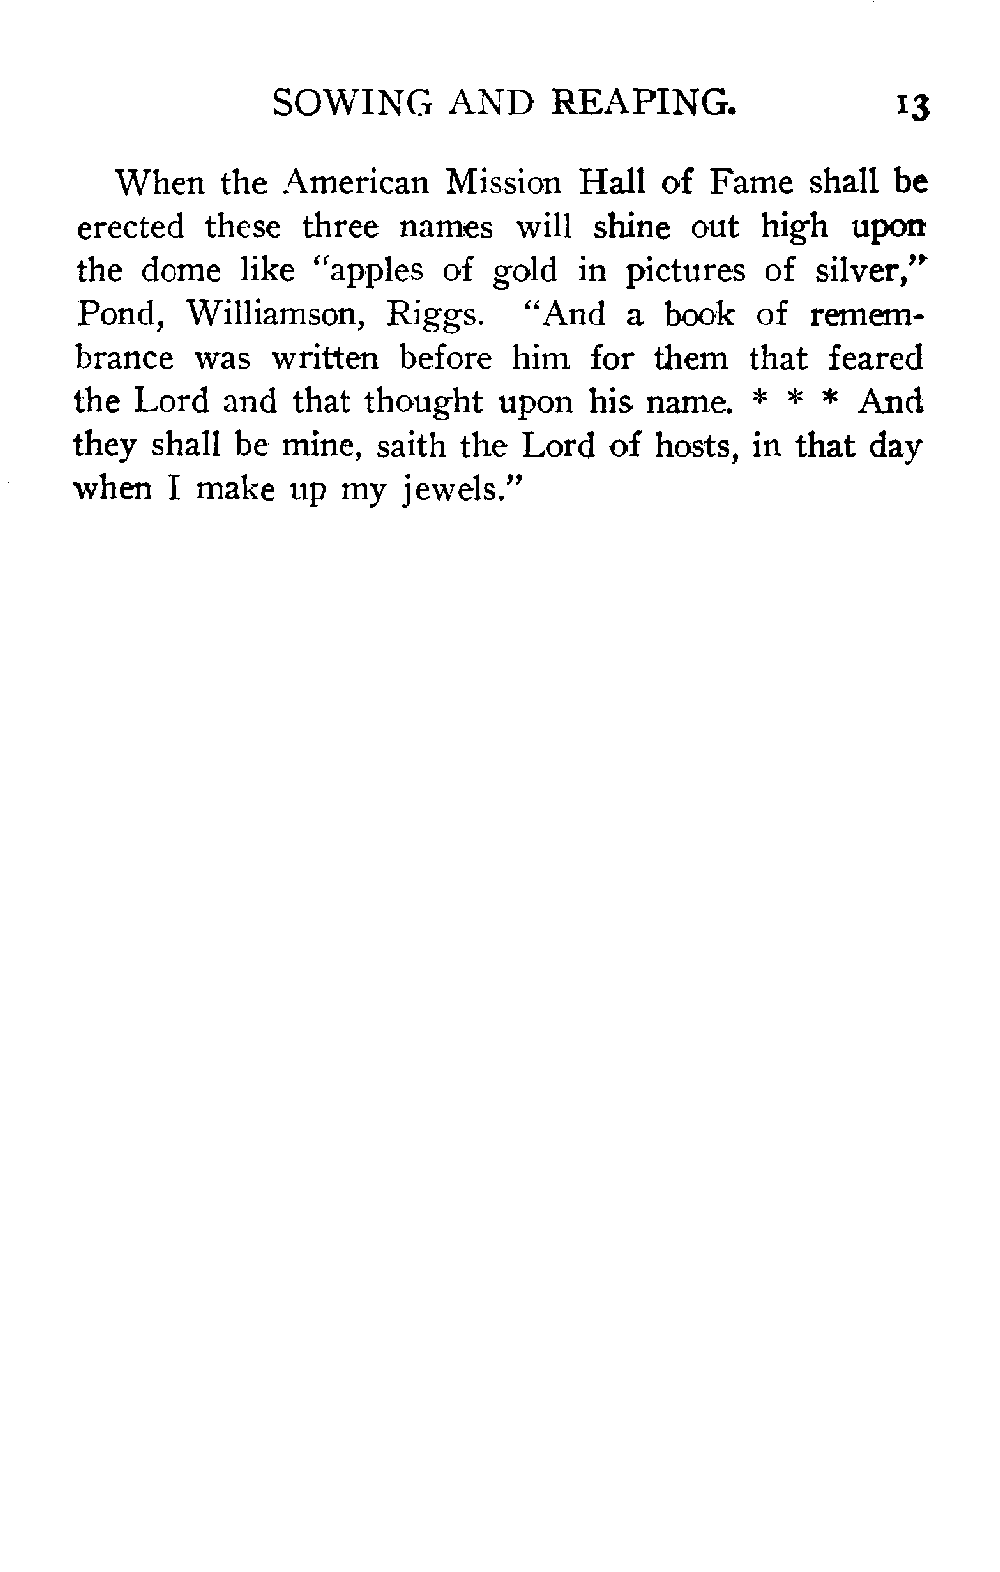 SOWING AND REAPING. 13
When the American Mission Hall of Fame shall be
erected these three names will shine out high upon
the dome like "apples of gold in pictures of silver,"
Pond, Williamson, Riggs. "And a book of remem-
brance was written before him for them that feared
the Lord and that thought upon his name. * * * And
they shall be mine, saith the Lord of hosts, in that day
when I make up my jewels."